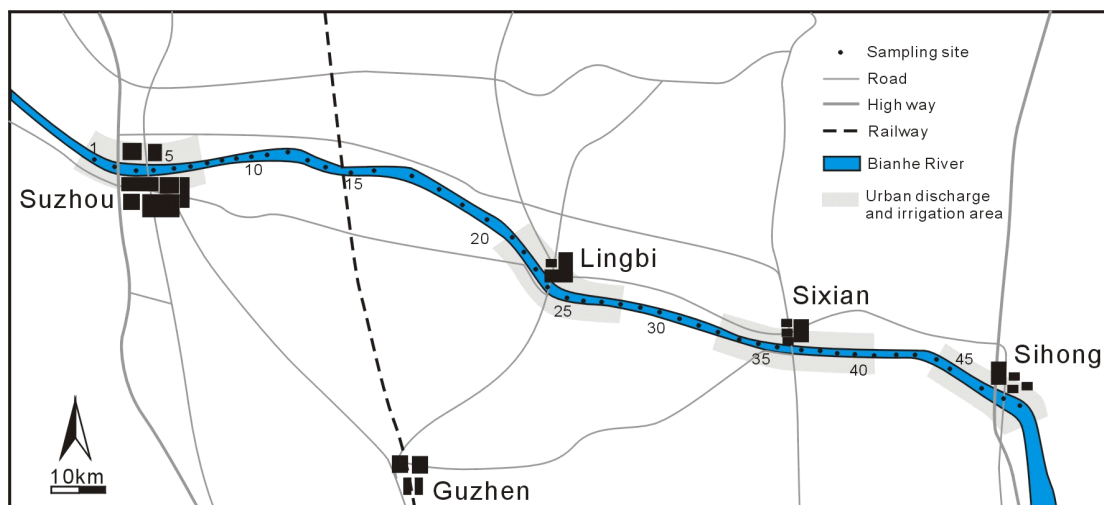 Sampling site
Road
High way
Railway
Bianhe River
Urban discharge
and irrigation area
1
5
10
15
Suzhou
20
Lingbi
25
Sixian
30
35
40
45
Sihong
10km
Guzhen